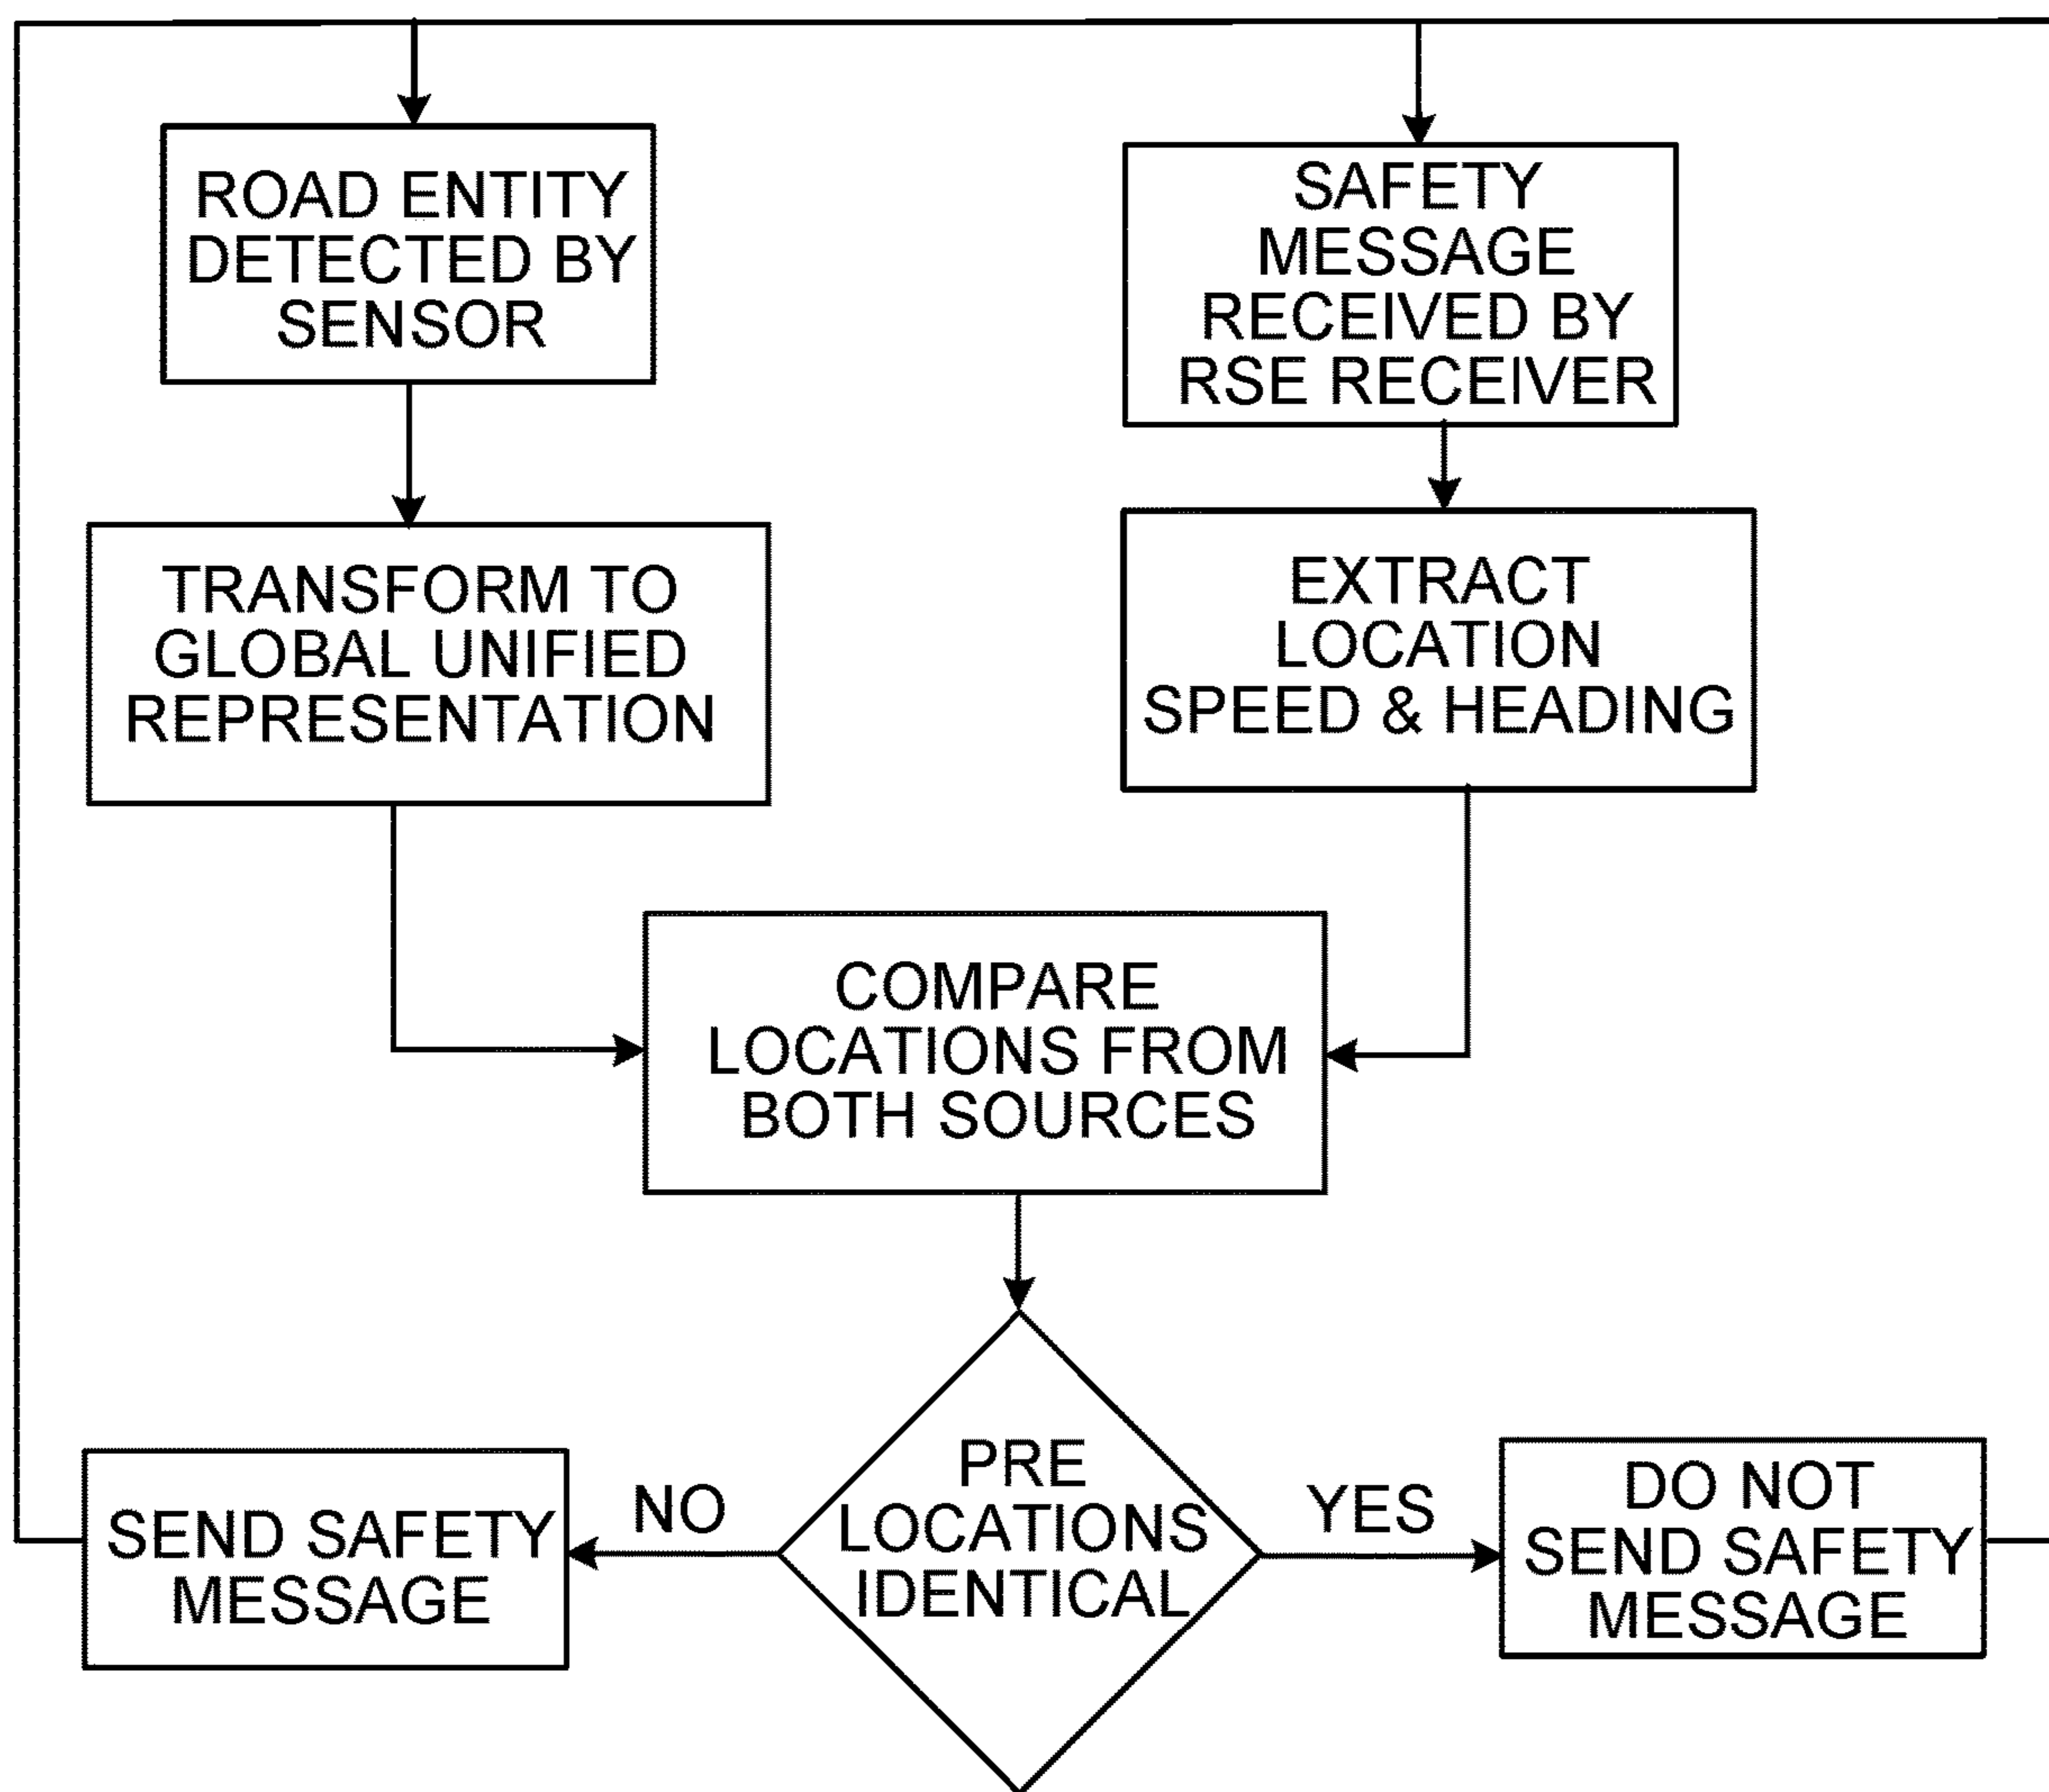 ROAD ENTITY
DETECTED BY
SENSOR
SAFETY
MESSAGE
RECEIVED BY
RSE RECEIVER
TRANSFORM TO
GLOBAL UNIFIED
REPRESENTATION
EXTRACT
LOCATION
SPEED & HEADING
COMPARE
LOCATIONS FROM
BOTH SOURCES
PRE
LOCATIONS
IDENTICAL
NO
YES
SEND SAFETY
MESSAGE
DO NOT
SEND SAFETY
MESSAGE